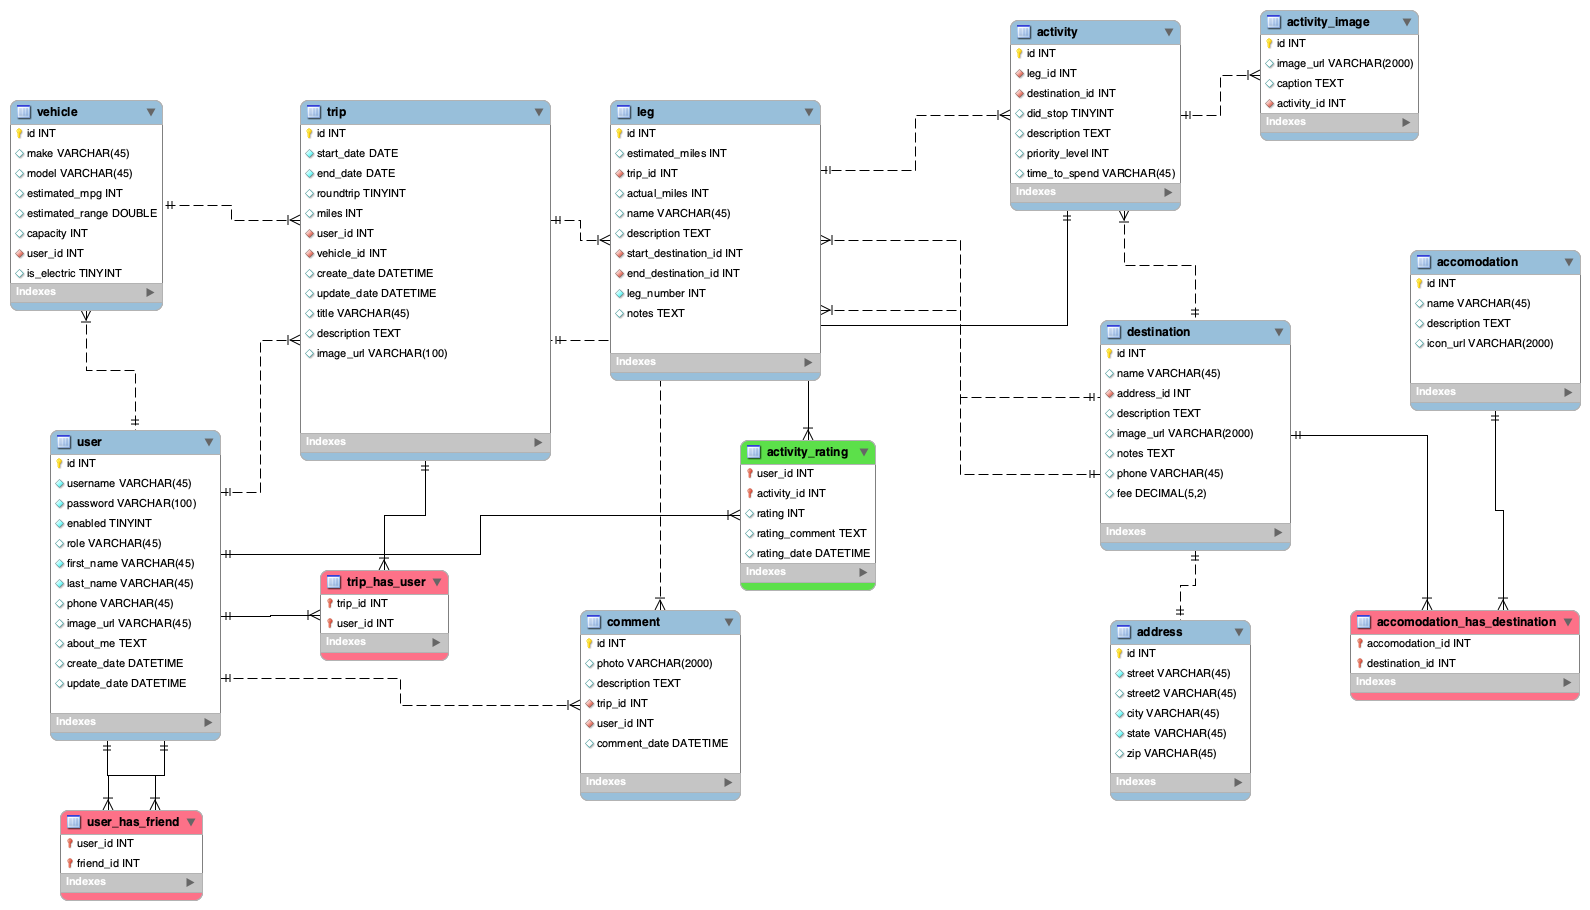 vehicle
id INT
make VARCHAR(45)
model VARCHAR(45)
estimated_mpg INT
estimated_range DOUBLE
capacity INT
user_id INT
is_electric TINYINT
Indexes
trip
id INT
start_date DATE
end_date DATE
roundtrip TINYINT
miles INT
user_id INT
vehicle_id INT
create_date DATETIME
update_date DATETIME
title VARCHAR(45)
description TEXT
image_url VARCHAR(100)
Indexes
leg
id INT
estimated_miles INT
trip_id INT
actual_miles INT
name VARCHAR(45)
description TEXT
start_destination_id INT
end_destination_id INT
leg_number INT
notes TEXT
Indexes
activity
id INT
leg_id INT
destination_id INT
did_stop TINYINT
description TEXT
priority_level INT
time_to_spend VARCHAR(45)
Indexes
activity_image
id INT
image_url VARCHAR(2000)
caption TEXT
activity_id INT
Indexes
accomodation
id INT
name VARCHAR(45)
description TEXT
icon_url VARCHAR(2000)
Indexes
destination
id INT
name VARCHAR(45)
address_id INT
description TEXT
image_url VARCHAR(2000)
notes TEXT
phone VARCHAR(45)
fee DECIMAL(5,2)
Indexes
user
id INT
username VARCHAR(45)
password VARCHAR(100)
enabled TINYINT
role VARCHAR(45)
first_name VARCHAR(45)
last_name VARCHAR(45)
phone VARCHAR(45)
image_url VARCHAR(45)
about_me TEXT
create_date DATETIME
update_date DATETIME
Indexes
activity_rating
user_id INT
activity_id INT
rating INT
rating_comment TEXT
rating_date DATETIME
Indexes
trip_has_user
trip_id INT
user_id INT
Indexes
comment
id INT
photo VARCHAR(2000)
description TEXT
trip_id INT
user_id INT
comment_date DATETIME
Indexes
address
id INT
street VARCHAR(45)
street2 VARCHAR(45)
city VARCHAR(45)
state VARCHAR(45)
zip VARCHAR(45)
Indexes
accomodation_has_destination
accomodation_id INT
destination_id INT
Indexes
user_has_friend
user_id INT
friend_id INT
Indexes